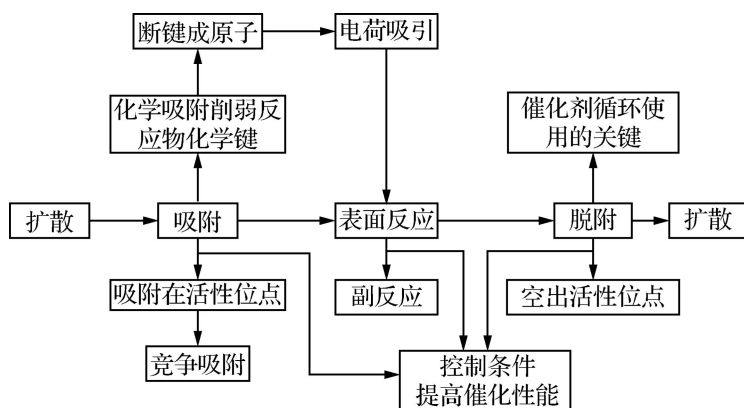 断键成原子
电荷吸引
化学吸附削弱反
应物化学键
催化剂循环使
用的关键
扩散
吸附
表面反应
脱附
扩散
吸附在活性位点
副反应
空出活性位点
竞争吸附
控制条件
提高催化性能